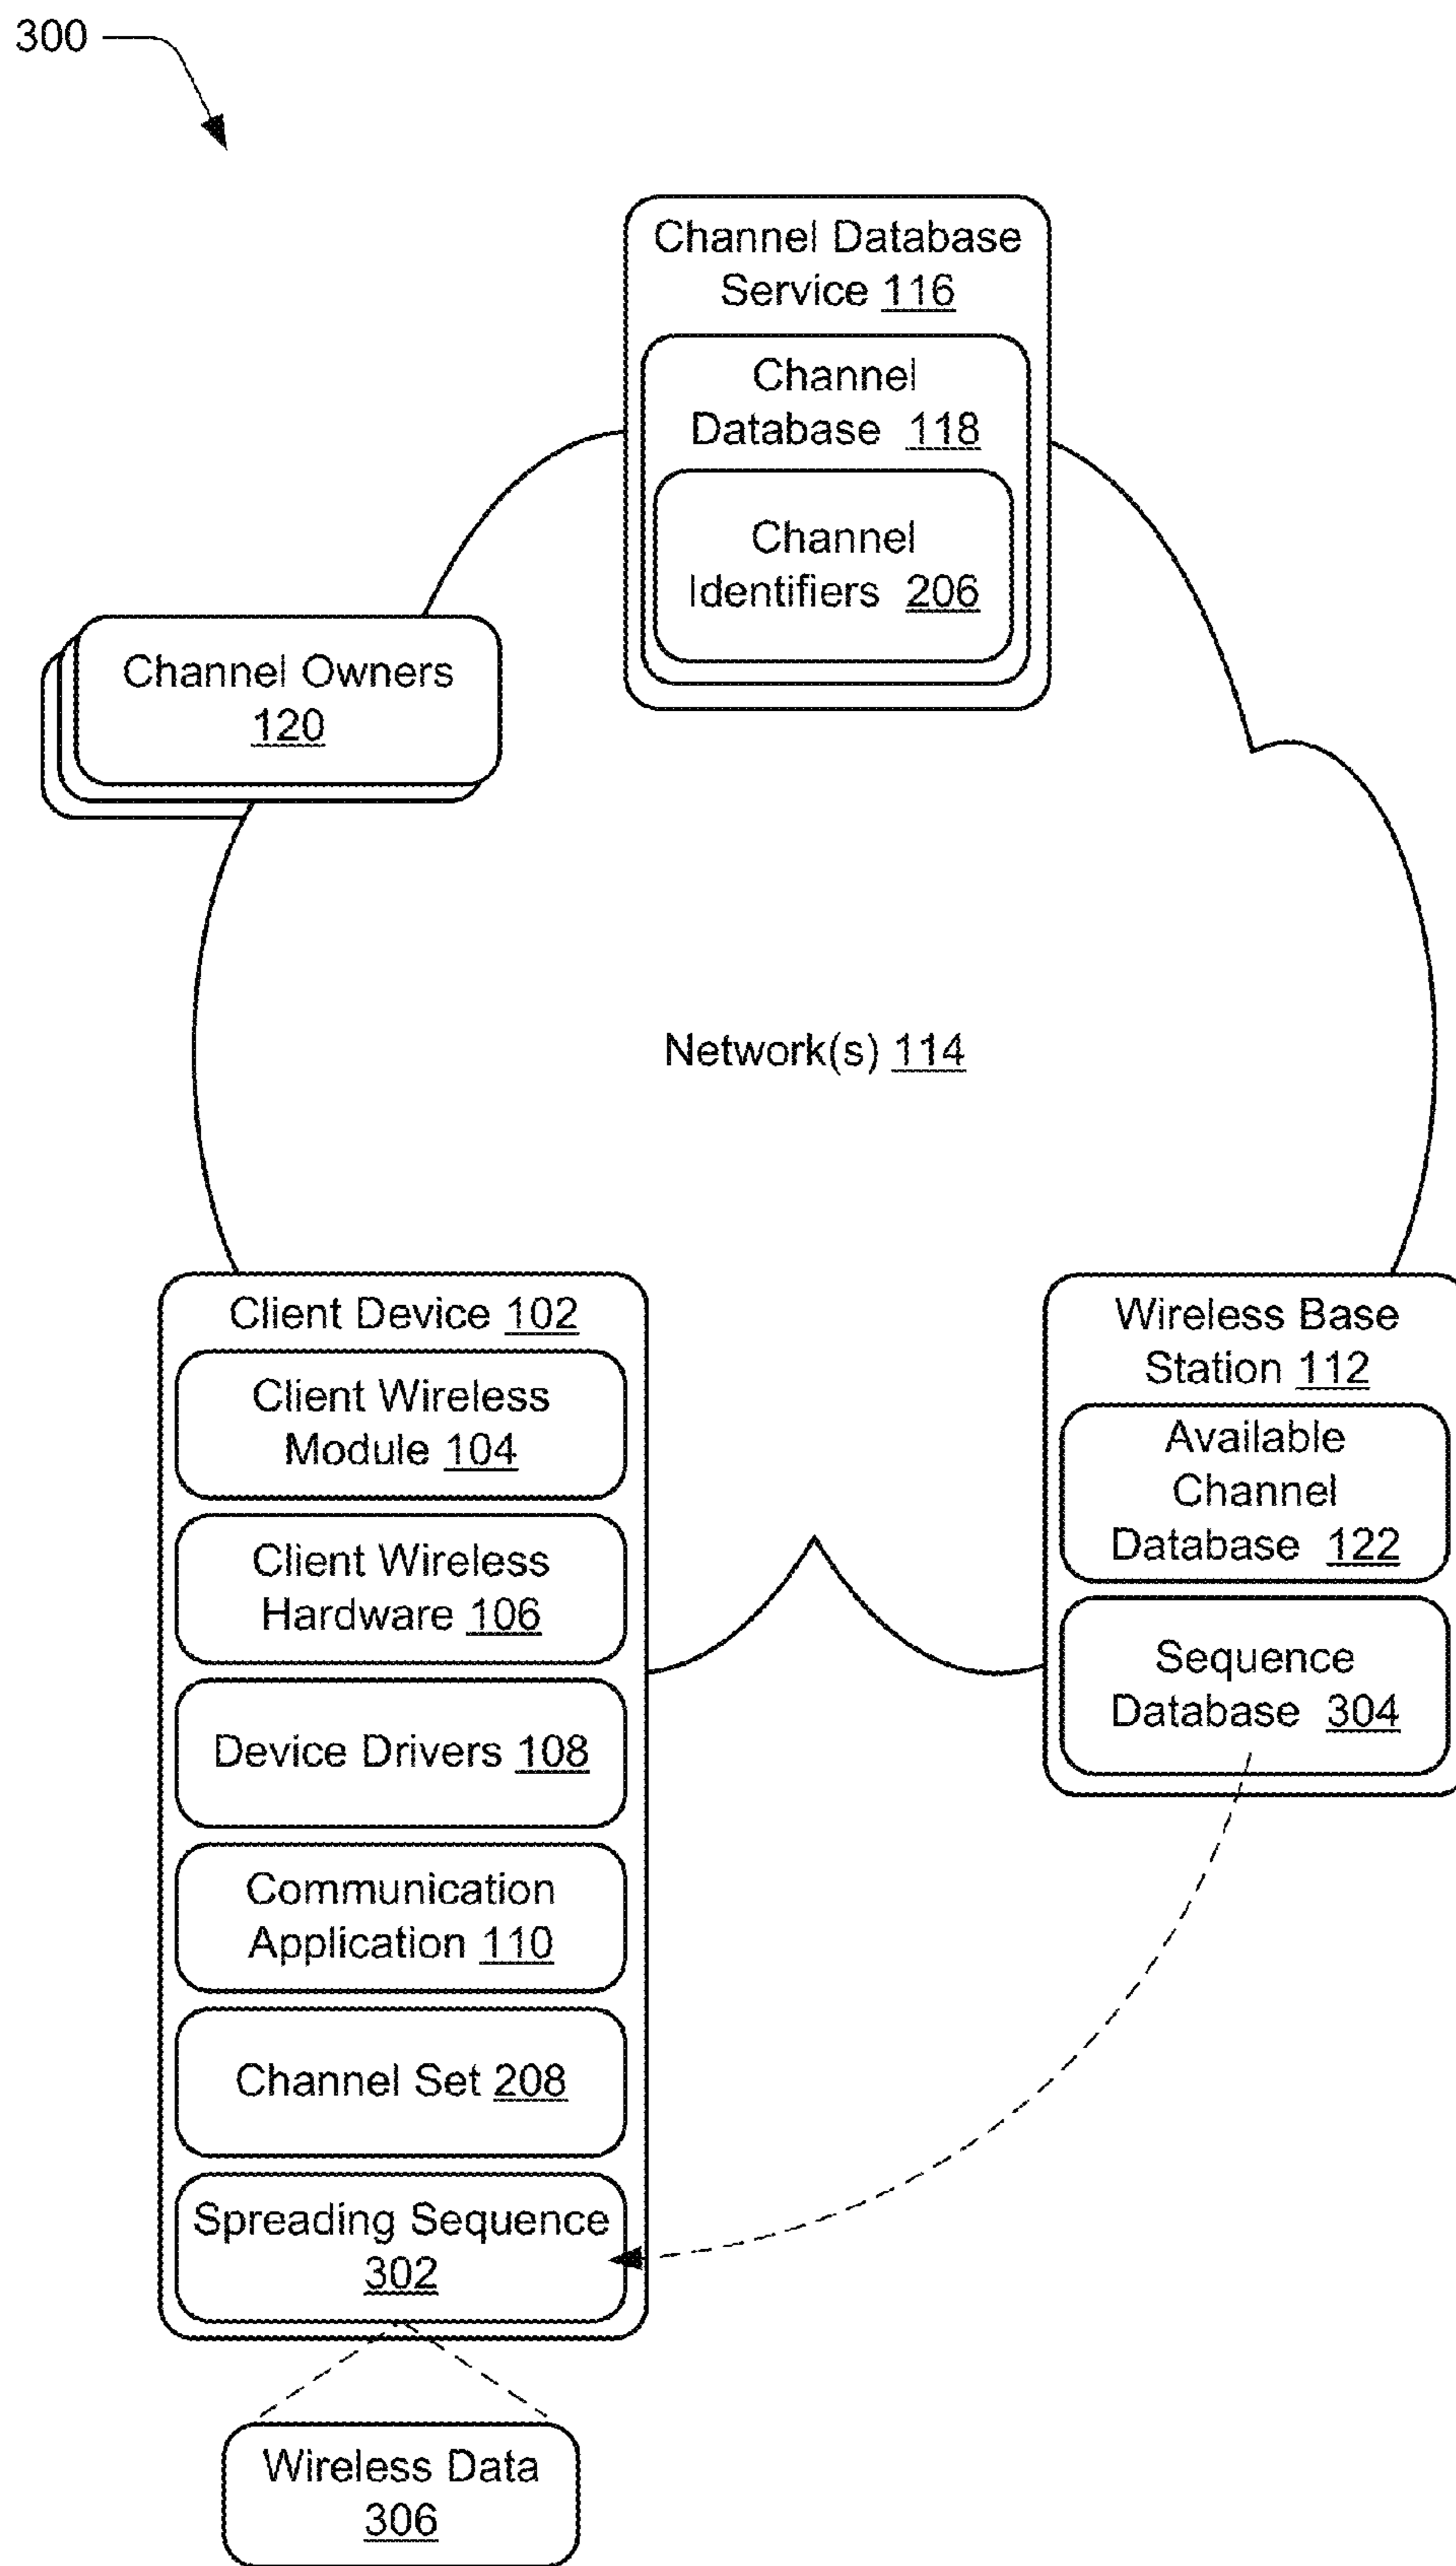 300
Channel Database
Service 116
Channel
Database 118
Channel
Identifiers 206
Channel Owners
120
Network(s) 114
Client Device 102
Client Wireless
Module 104
Client Wireless
Hardware 106
Device Drivers 108
Communication
Application 110
Channel Set 208
Spreading Sequence
302
Wireless Data
306
Wireless Base
Station 112
Available
Channel
Database 122
Sequence
Database 304